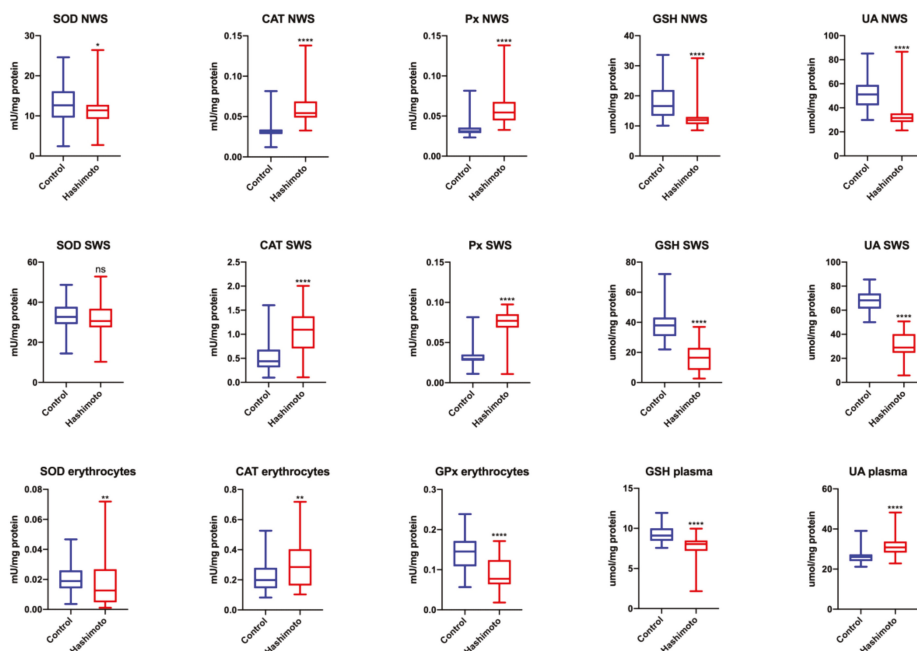 SOD NWS
CAT NWS
Px NWS
GSH NWS
UA NWS
mU/mg protein
30
20
10
0
*
Control
Hashimoto
mU/mg protein
0.15
0.10
0.05
0.00
****
Control
Hashimoto
mU/mg protein
0.15
0.10
0.05
0.00
****
Control
Hashimoto
umol/mg protein
40
30
20
10
0
****
Control
Hashimoto
umol/mg protein
100
80
60
40
20
0
****
Control
Hashimoto
SOD SWS
CAT SWS
Px SWS
GSH SWS
UA SWS
mU/mg protein
60
40
20
0
ns
Control
Hashimoto
mU/mg protein
2.5
2.0
1.5
1.0
0.5
0.0
****
Control
Hashimoto
mU/mg protein
0.15
0.10
0.05
0.00
****
Control
Hashimoto
umol/mg protein
80
60
40
20
0
****
Control
Hashimoto
umol/mg protein
100
80
60
40
20
0
****
Control
Hashimoto
SOD erythrocytes
CAT erythrocytes
GPx erythrocytes
GSH plasma
UA plasma
mU/mg protein
0.08
0.06
0.04
0.02
0.00
**
Control
Hashimoto
mU/mg protein
0.8
0.6
0.4
0.2
0.0
**
Control
Hashimoto
mU/mg protein
0.3
0.2
0.1
0.0
****
Control
Hashimoto
umol/mg protein
15
10
5
0
****
Control
Hashimoto
umol/mg protein
60
40
20
0
****
Control
Hashimoto